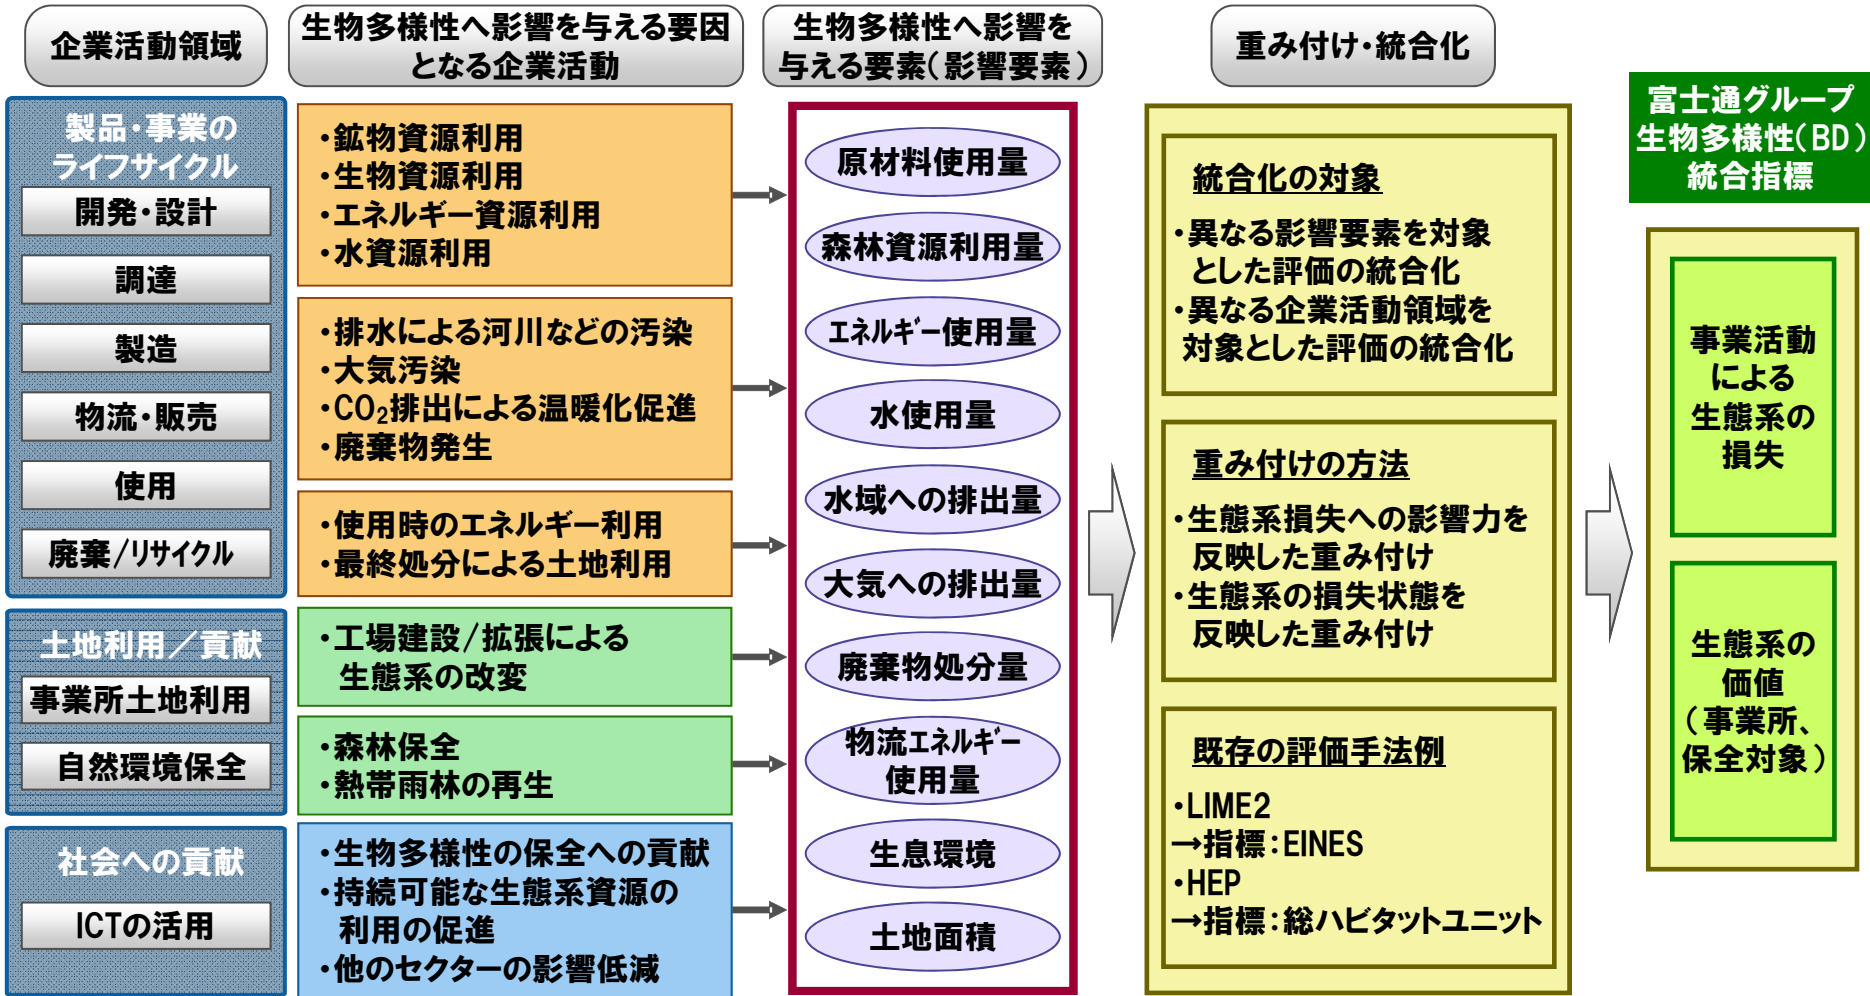 企業活動領域
生物多様性へ影響を与える要因
となる企業活動
生物多様性へ影響を
与える要素(影響要素)
重み付け・統合化
富士通グループ
生物多様性(BD)
統合指標
製品・事業の
ライフサイクル
開発・設計
調達
製造
物流・販売
使用
廃棄/リサイクル
土地利用／貢献
事業所土地利用
自然環境保全
社会への貢献
ICTの活用
・鉱物資源利用
・生物資源利用
・エネルギー資源利用
・水資源利用
・排水による河川などの汚染
・大気汚染
・CO₂排出による温暖化促進
・廃棄物発生
・使用時のエネルギー利用
・最終処分による土地利用
・工場建設/拡張による
生態系の改変
・森林保全
・熱帯雨林の再生
・生物多様性の保全への貢献
・持続可能な生態系資源の
利用の促進
・他のセクターの影響低減
原材料使用量
森林資源利用量
エネルギー使用量
水使用量
水域への排出量
大気への排出量
廃棄物処分量
物流エネルギー
使用量
生息環境
土地面積
統合化の対象
・異なる影響要素を対象
とした評価の統合化
・異なる企業活動領域を
対象とした評価の統合化
重み付けの方法
・生態系損失への影響力を
反映した重み付け
・生態系の損失状態を
反映した重み付け
既存の評価手法例
・LIME2
→指標：EINES
・HEP
→指標：総ハビタットユニット
事業活動
による
生態系の
損失
生態系の
価値
(事業所、
保全対象)